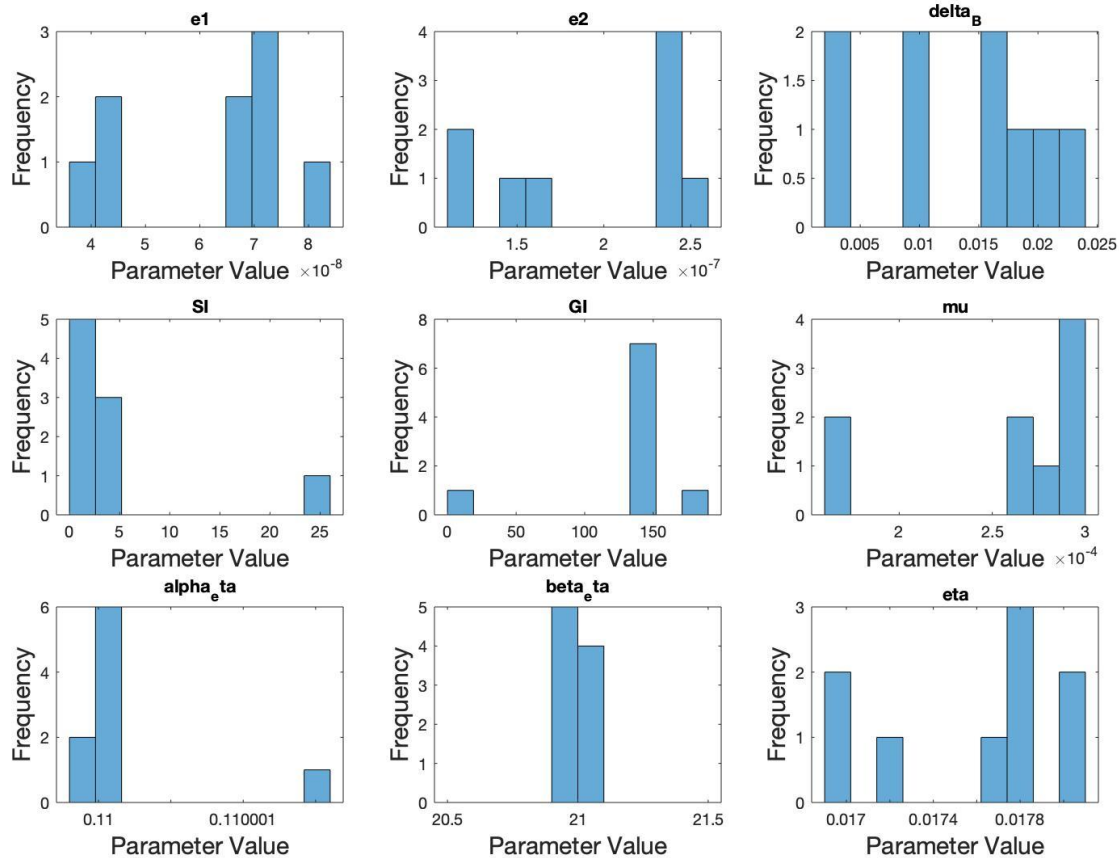 e1
3
2
1
0
Frequency
4 5 6 7 8
Parameter Value ×10⁻⁸
e2
4
3
2
1
0
Frequency
1.5 2 2.5
Parameter Value ×10⁻⁷
delta_B
2
1.5
1
0.5
0
Frequency
0.005 0.01 0.015 0.02 0.025
Parameter Value
SI
5
4
3
2
1
0
Frequency
0 5 10 15 20 25
Parameter Value
GI
8
6
4
2
0
Frequency
0 50 100 150
Parameter Value
mu
4
3
2
1
0
Frequency
2 2.5 3
Parameter Value ×10⁻⁴
alpha_eta
6
4
2
0
Frequency
0.11 0.110001
Parameter Value
beta_eta
5
4
3
2
1
0
Frequency
20.5 21 21.5
Parameter Value
eta
3
2
1
0
Frequency
0.017 0.0174 0.0178
Parameter Value